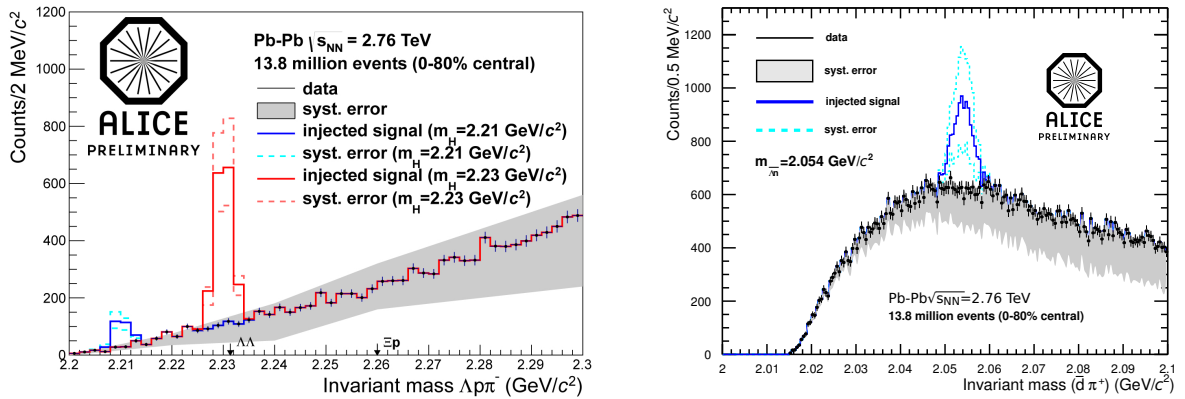 Counts/2 MeV/c²
1200
1000
800
600
400
200
0
ALICE
PRELIMINARY
Pb-Pb √sNN = 2.76 TeV
13.8 million events (0-80% central)
data
syst. error
injected signal (mH=2.21 GeV/c²)
syst. error (mH=2.21 GeV/c²)
injected signal (mH=2.23 GeV/c²)
syst. error (mH=2.23 GeV/c²)
ΛΛ
Ξp
2.2 2.21 2.22 2.23 2.24 2.25 2.26 2.27 2.28 2.29 2.3
Invariant mass Λpπ⁻ (GeV/c²)
Counts/0.5 MeV/c²
1200
1000
800
600
400
200
0
data
syst. error
injected signal
syst. error
ALICE
PRELIMINARY
m Λn=2.054 GeV/c²
Pb-Pb√sNN=2.76 TeV
13.8 million events (0-80% central)
2 2.01 2.02 2.03 2.04 2.05 2.06 2.07 2.08 2.09 2.1
Invariant mass (d̄ π⁺) (GeV/c²)